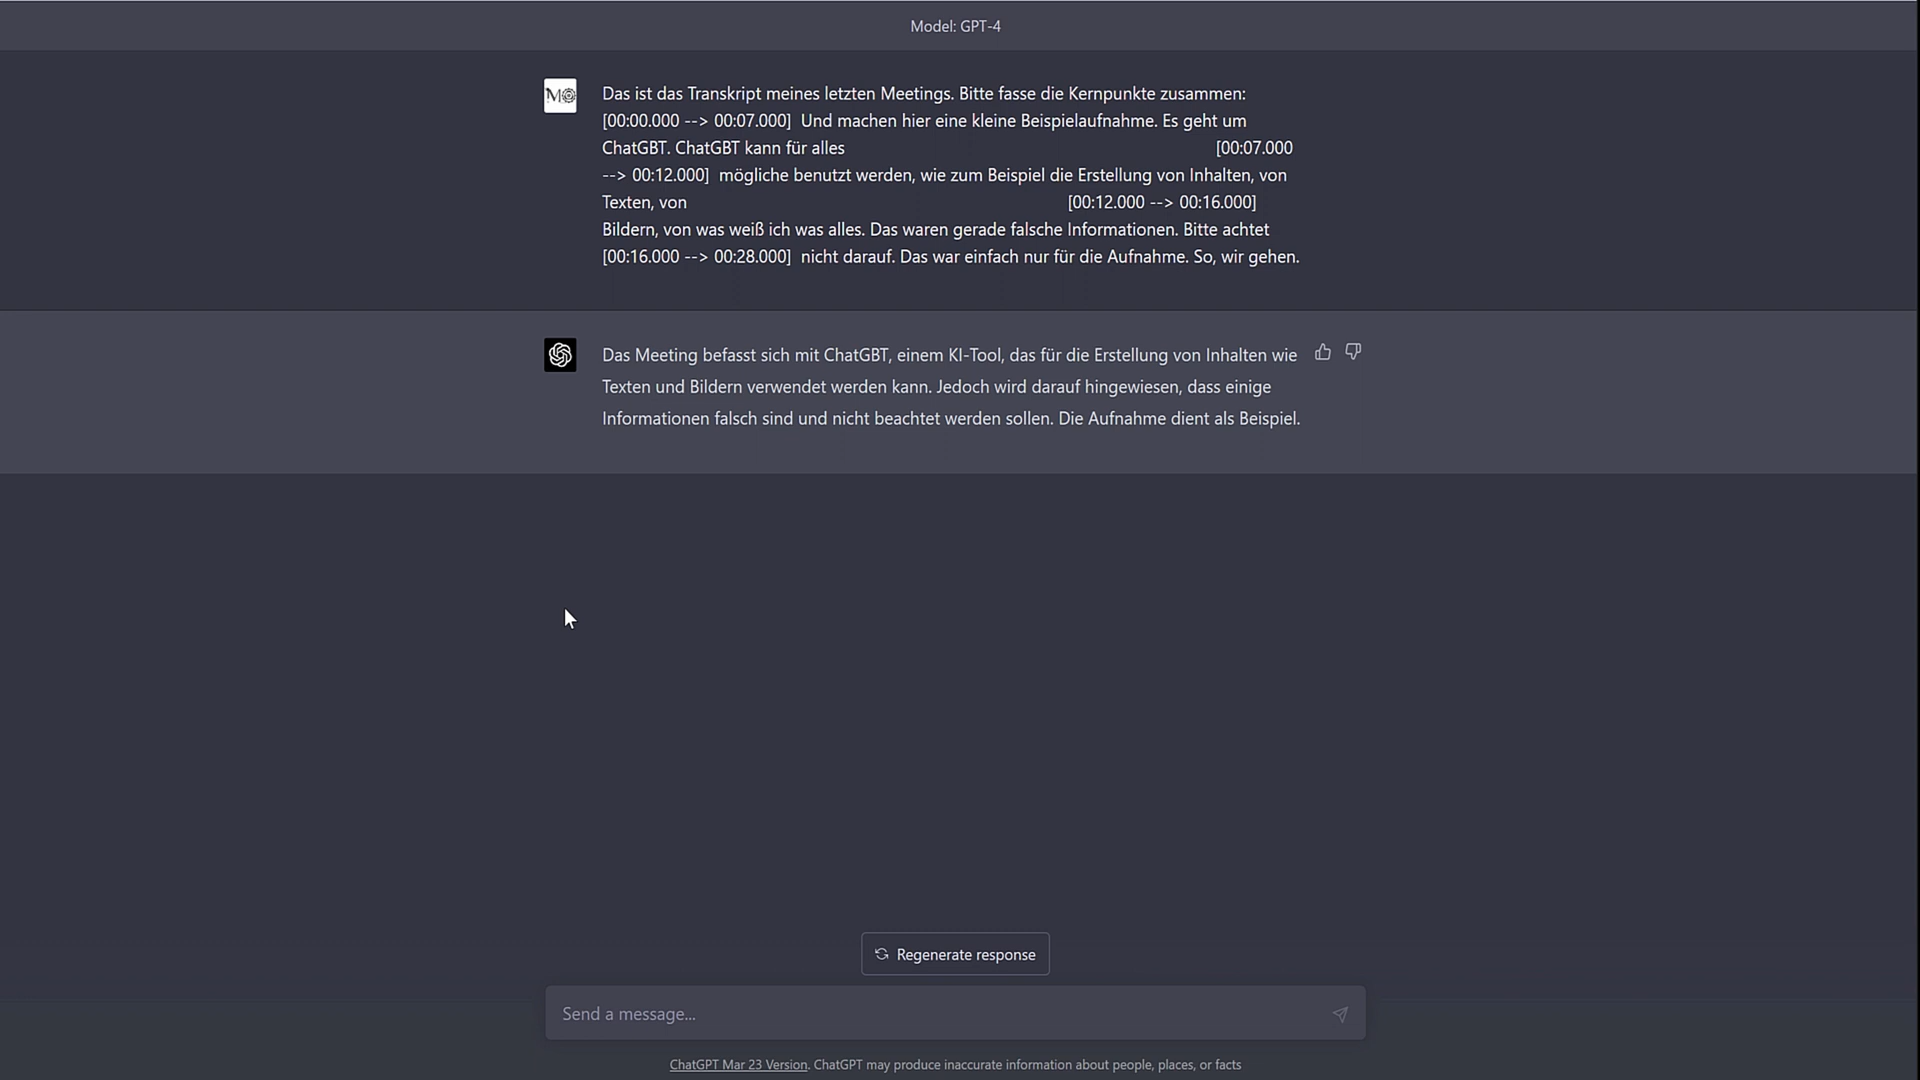 Model: GPT-4
Das ist das Transkript meines letzten Meetings. Bitte fasse die Kernpunkte zusammen:
[00:00.000 --> 00:07.000]  Und machen hier eine kleine Beispielaufnahme. Es geht um
ChatGBT. ChatGBT kann für alles [00:07.000
--> 00:12.000]  mögliche benutzt werden, wie zum Beispiel die Erstellung von Inhalten, von
Texten, von [00:12.000 --> 00:16.000]
Bildern, von was weiß ich was alles. Das waren gerade falsche Informationen. Bitte achtet
[00:16.000 --> 00:28.000]  nicht darauf. Das war einfach nur für die Aufnahme. So, wir gehen.
Das Meeting befasst sich mit ChatGBT, einem KI-Tool, das für die Erstellung von Inhalten wie
Texten und Bildern verwendet werden kann. Jedoch wird darauf hingewiesen, dass einige
Informationen falsch sind und nicht beachtet werden sollen. Die Aufnahme dient als Beispiel.
Regenerate response
Send a message...
ChatGPT Mar 23 Version. ChatGPT may produce inaccurate information about people, places, or facts